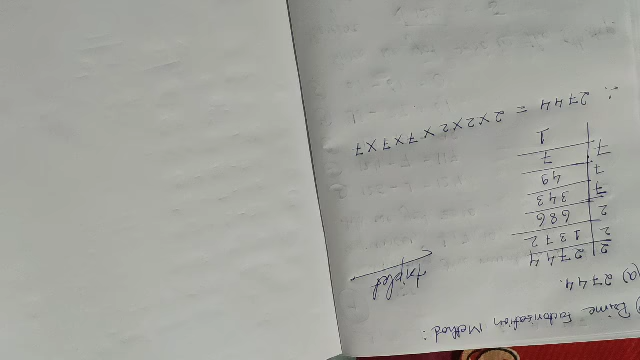 Prime Factorisation Method:
(a) 2744.
2 | 2744
2 | 1372
2 | 686
7 | 343
7 | 49
7 | 7
1
triplet
∴ 2744 = 2×2×2×7×7×7